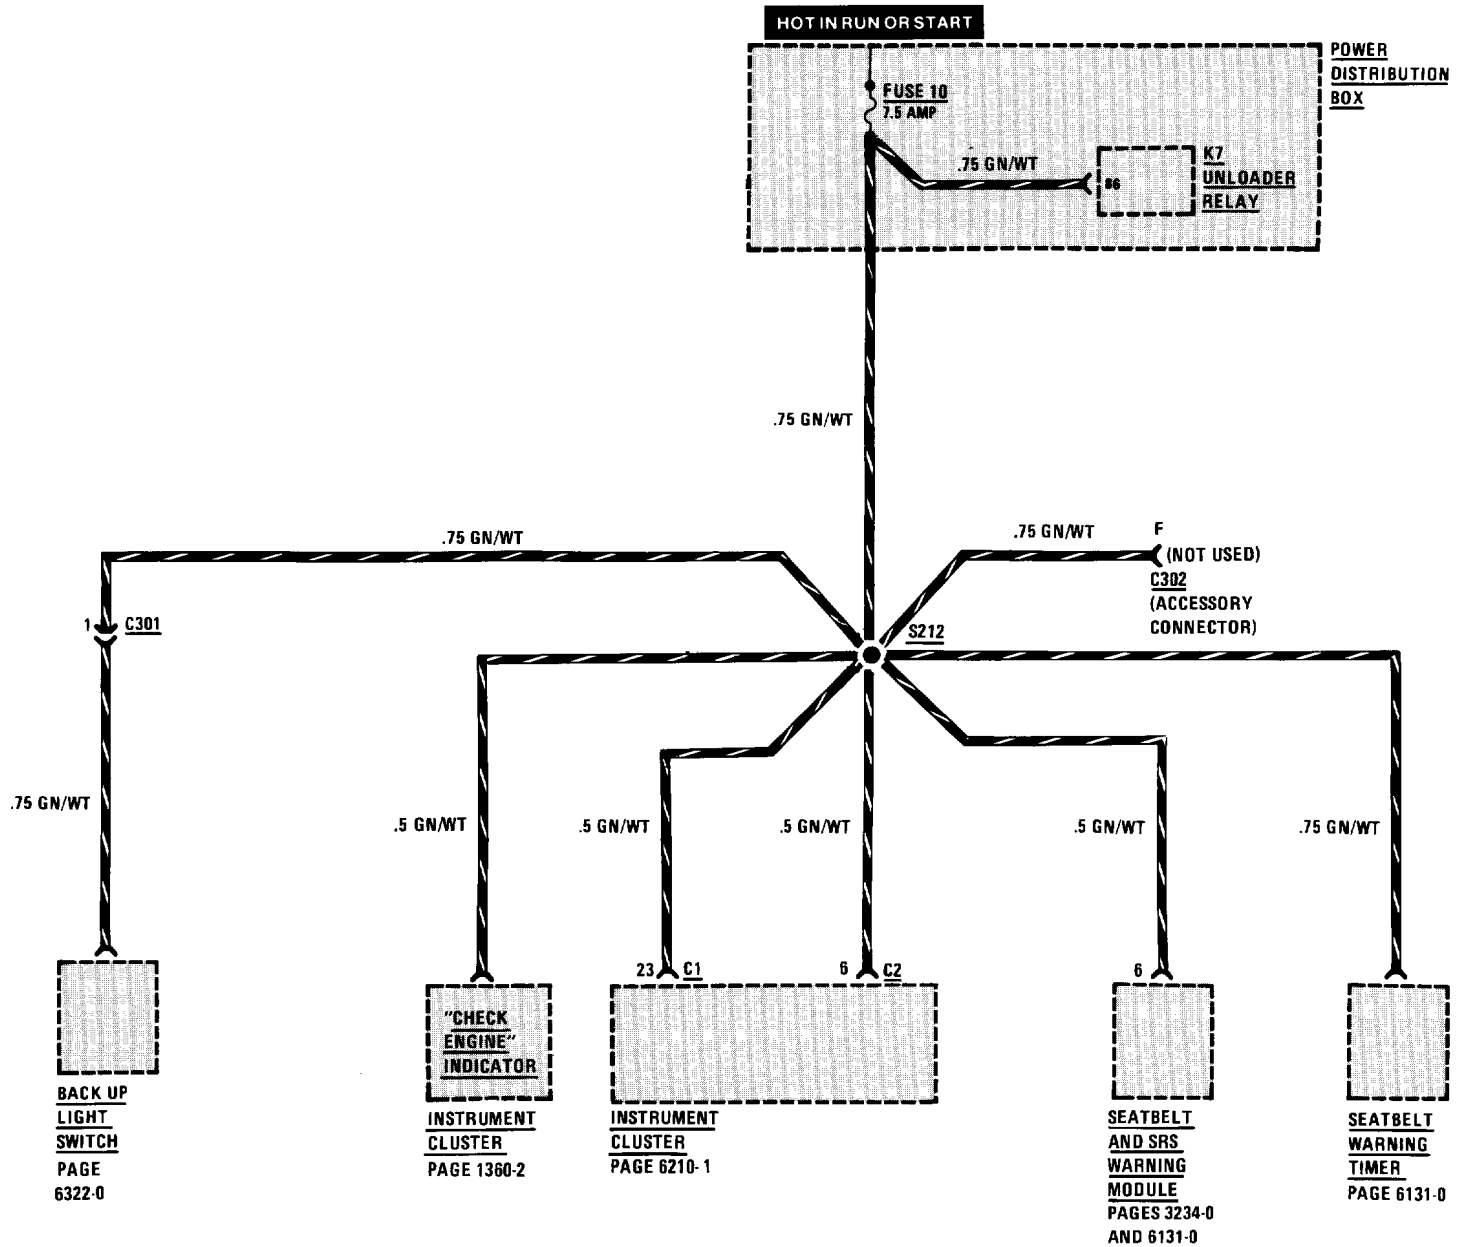 HOT IN RUN OR START
POWER
DISTRIBUTION
BOX
FUSE 10
7.5 AMP
.75 GN/WT
K7
UNLOADER
RELAY
86
.75 GN/WT
.75 GN/WT
.75 GN/WT
F
(NOT USED)
C302
(ACCESSORY
CONNECTOR)
1
C301
S212
.75 GN/WT
.5 GN/WT
.5 GN/WT
.5 GN/WT
.5 GN/WT
.75 GN/WT
23
C1
6
C2
6
"CHECK
ENGINE"
INDICATOR
BACK UP
LIGHT
SWITCH
PAGE
6322-0
INSTRUMENT
CLUSTER
PAGE 1360-2
INSTRUMENT
CLUSTER
PAGE 6210-1
SEATBELT
AND SRS
WARNING
MODULE
PAGES 3234-0
AND 6131-0
SEATBELT
WARNING
TIMER
PAGE 6131-0